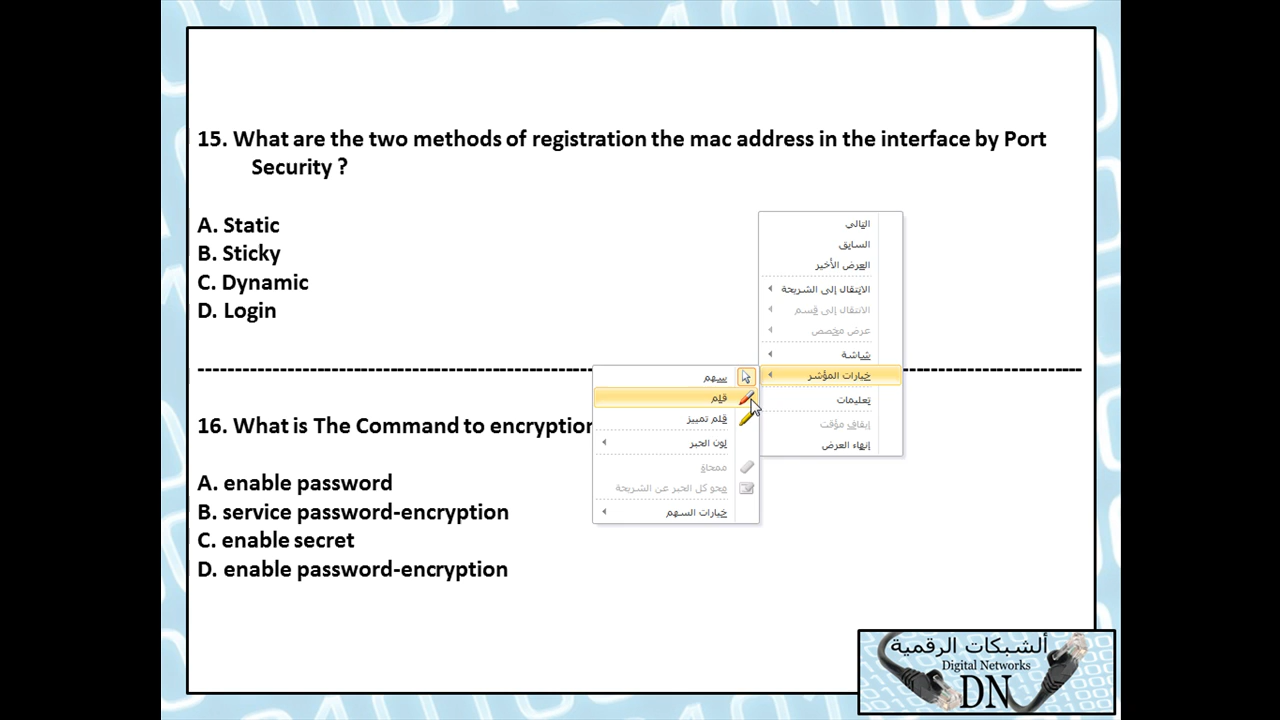 15. What are the two methods of registration the mac address in the interface by Port
Security ?
A. Static
B. Sticky
C. Dynamic
D. Login
16. What is The Command to encryption
A. enable password
B. service password-encryption
C. enable secret
D. enable password-encryption
التالي
السابق
العرض الأخير
الانتقال إلى الشريحة
الانتقال إلى قسم
عرض مخصص
شاشة
خيارات المؤشر
تعليمات
إيقاف مؤقت
إنهاء العرض
سهم
قلم
قلم تمييز
لون الحبر
ممحاة
محو كل الحبر عن الشريحة
خيارات السهم
ألشبكات الرقمية
Digital Networks
DN